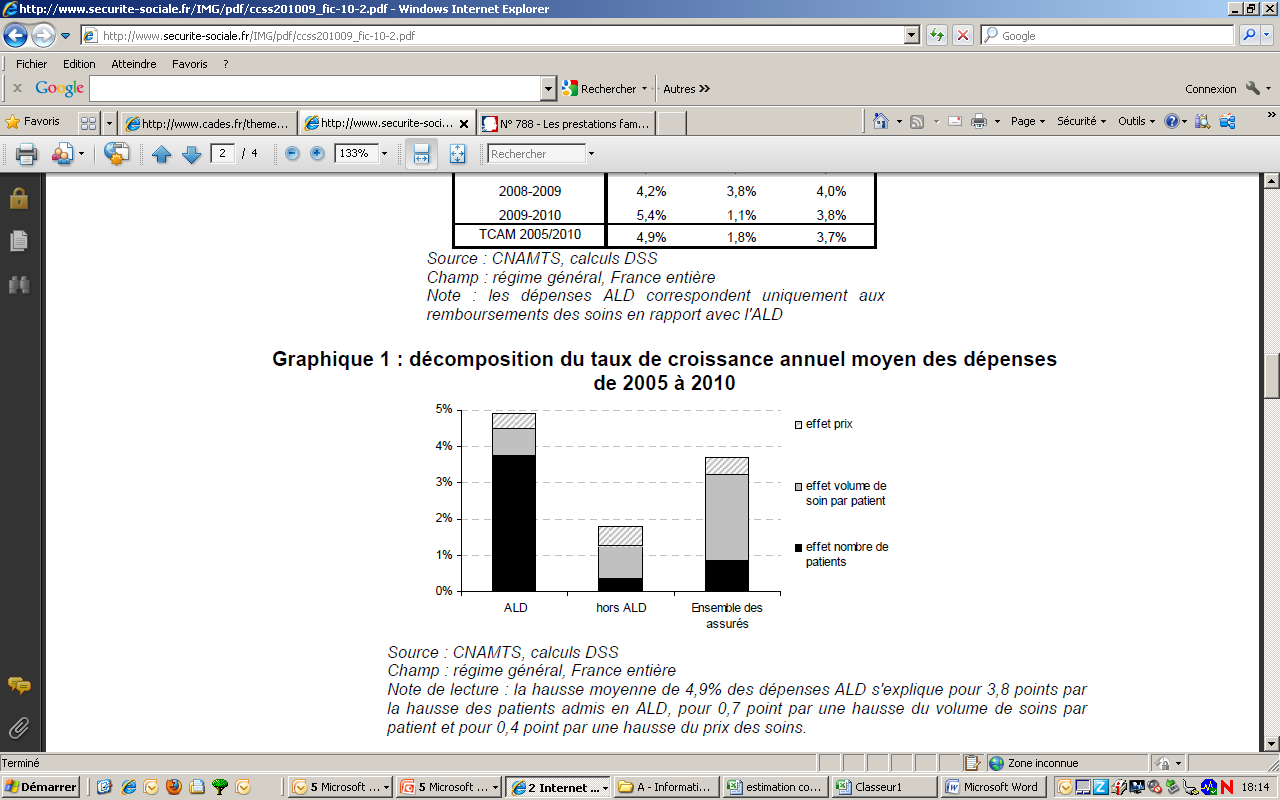 http://www.securite-sociale.fr/IMG/pdf/ccss201009_fic-10-2.pdf - Windows Internet Explorer
http://www.securite-sociale.fr/IMG/pdf/ccss201009_fic-10-2.pdf
Google
Fichier Edition Atteindre Favoris ?
Google Rechercher Autres >> Connexion
Favoris http://www.cades.fr/theme... http://www.securite-soci... N° 788 - Les prestations fam... Page Sécurité Outils
2 / 4 133% Rechercher
2008-2009 4,2% 3,8% 4,0%
2009-2010 5,4% 1,1% 3,8%
TCAM 2005/2010 4,9% 1,8% 3,7%
Source : CNAMTS, calculs DSS
Champ : régime général, France entière
Note : les dépenses ALD correspondent uniquement aux
remboursements des soins en rapport avec l'ALD
Graphique 1 : décomposition du taux de croissance annuel moyen des dépenses
de 2005 à 2010
5%
4%
3%
2%
1%
0%
ALD hors ALD Ensemble des
assurés
effet prix
effet volume de
soin par patient
effet nombre de
patients
Source : CNAMTS, calculs DSS
Champ : régime général, France entière
Note de lecture : la hausse moyenne de 4,9% des dépenses ALD s'explique pour 3,8 points par
la hausse des patients admis en ALD, pour 0,7 point par une hausse du volume de soins par
patient et pour 0,4 point par une hausse du prix des soins.
Terminé Zone inconnue
Démarrer 5 Microsoft ... 5 Microsoft ... 2 Internet ... A - Informati... estimation co... Classeur1 Microsoft Word 18:14